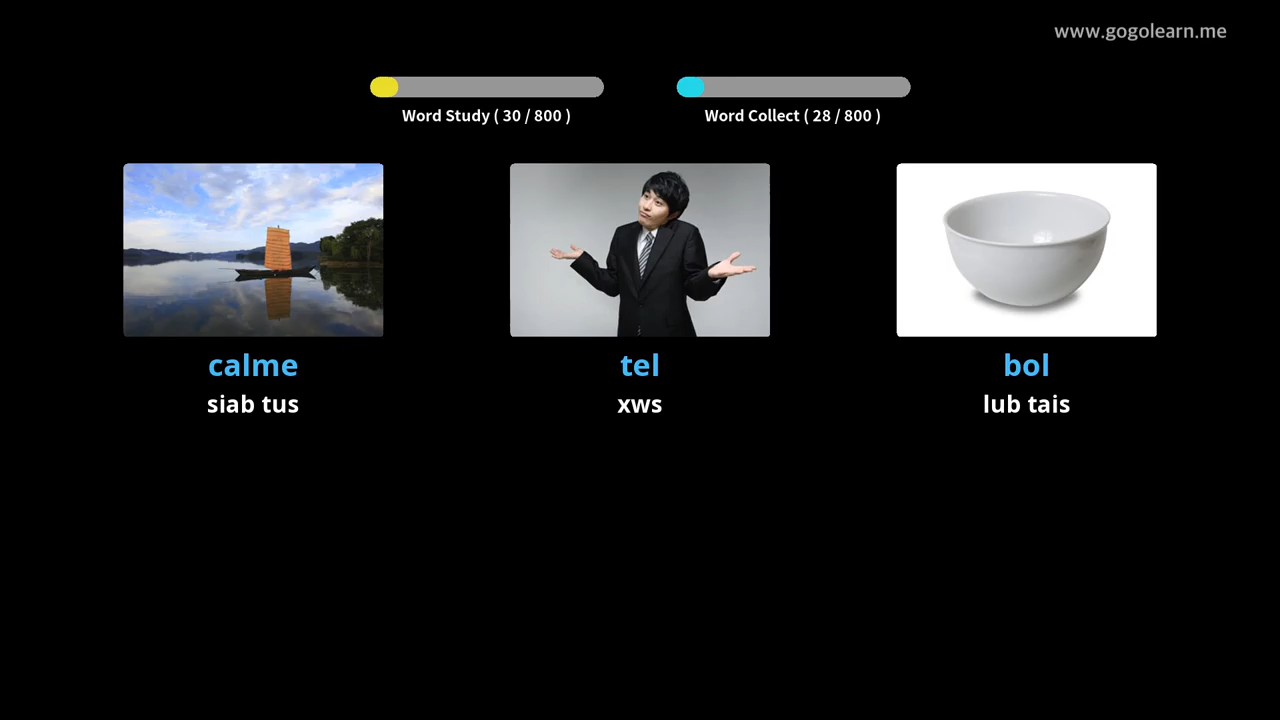 www.gogolearn.me
Word Study ( 30 / 800 )
Word Collect ( 28 / 800 )
calme
siab tus
tel
xws
bol
lub tais